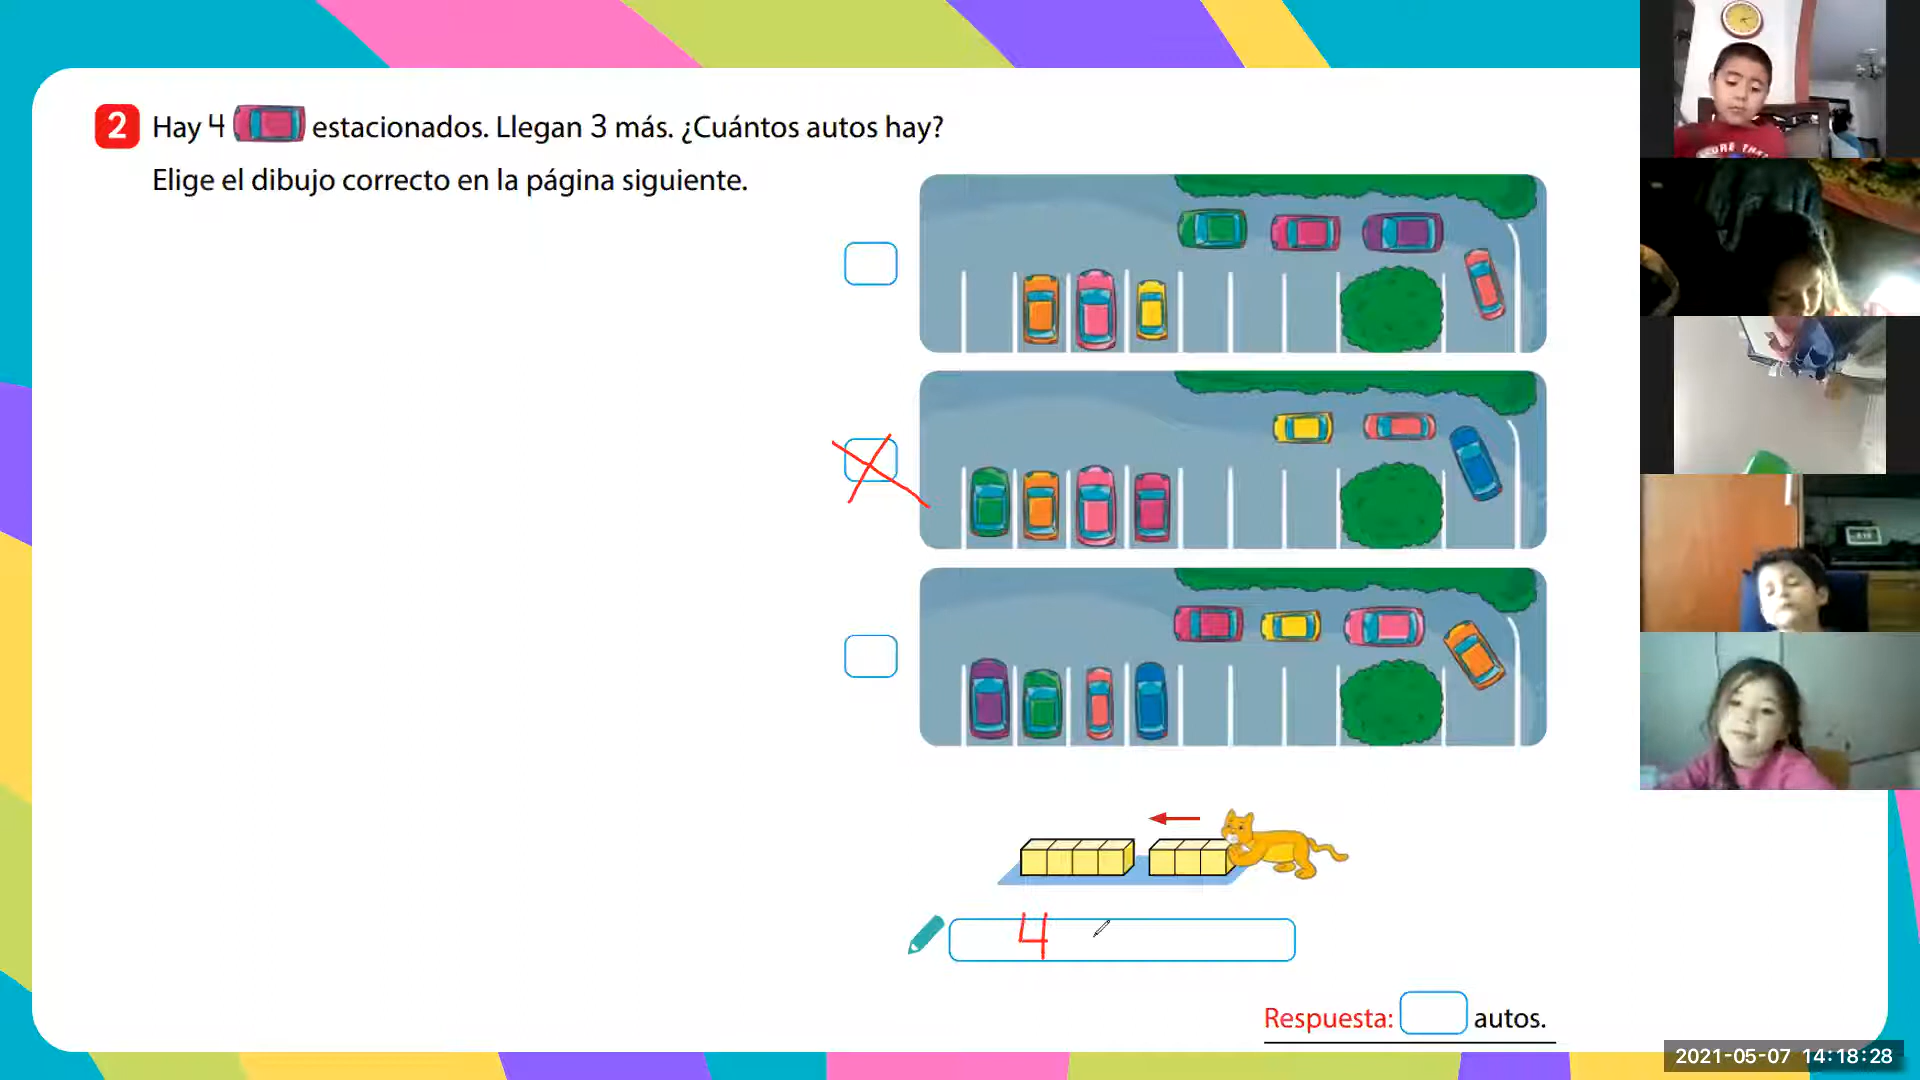 2 Hay 4 estacionados. Llegan 3 más. ¿Cuántos autos hay?
Elige el dibujo correcto en la página siguiente.
4
Respuesta: autos.
2021-05-07 14:18:28